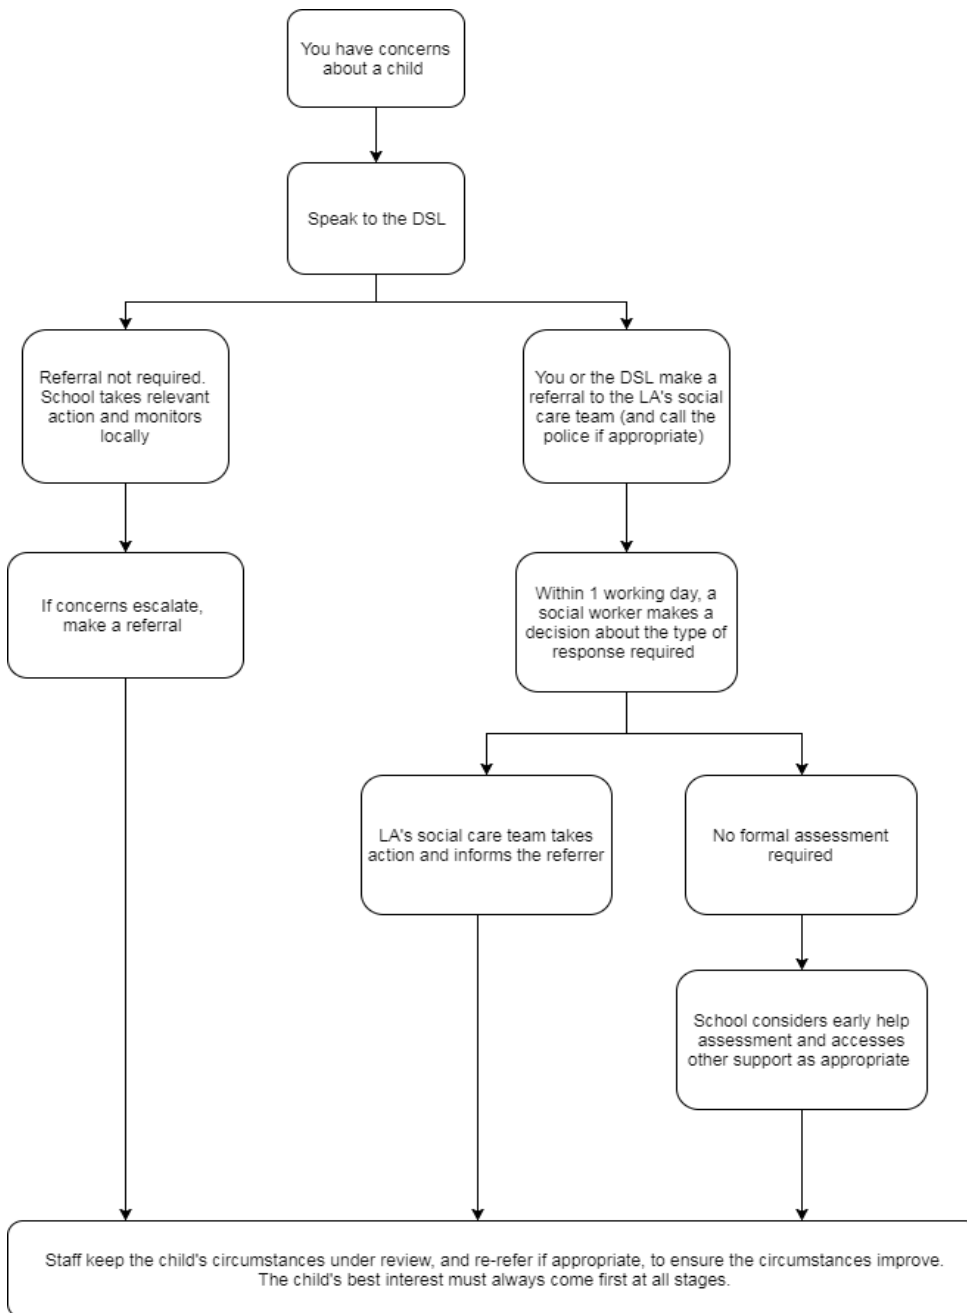 You have concerns
about a child
Speak to the DSL
Referral not required.
School takes relevant
action and monitors
locally
You or the DSL make a
referral to the LA's social
care team (and call the
police if appropriate)
If concerns escalate,
make a referral
Within 1 working day, a
social worker makes a
decision about the type of
response required
LA's social care team takes
action and informs the referrer
No formal assessment
required
School considers early help
assessment and accesses
other support as appropriate
Staff keep the child's circumstances under review, and re-refer if appropriate, to ensure the circumstances improve.
The child's best interest must always come first at all stages.